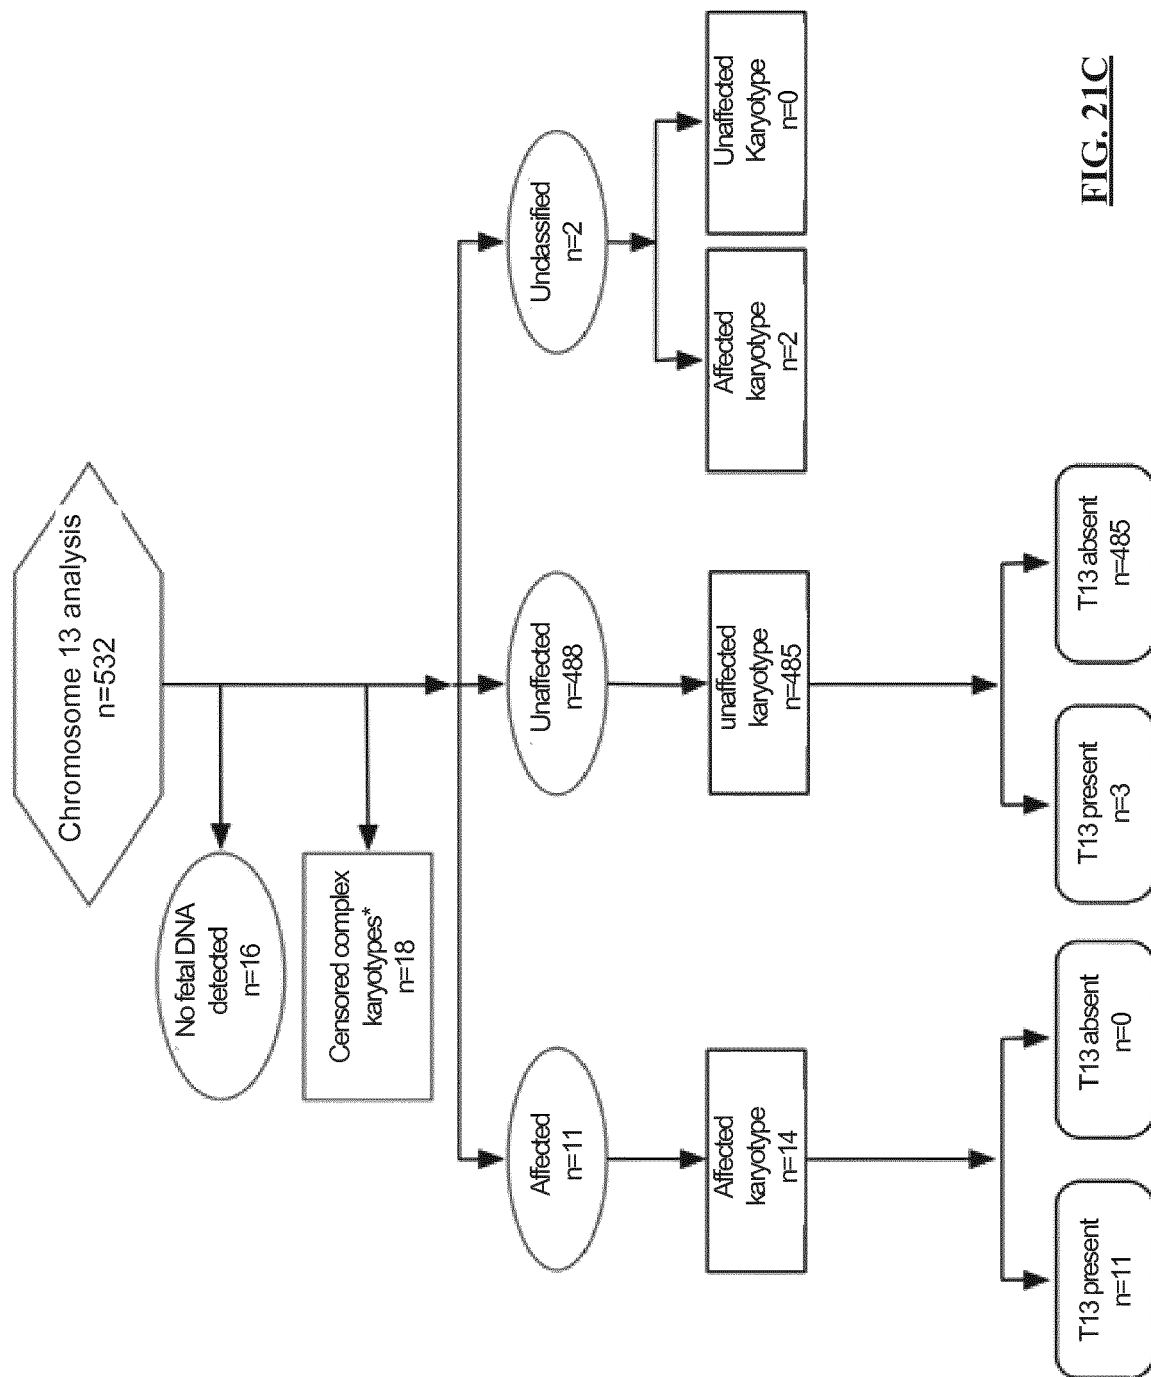 Chromosome 13 analysis
n=532
No fetal DNA
detected
n=16
Censored complex
karyotypes*
n=18
Affected
n=11
Unaffected
n=488
Unclassified
n=2
Affected
karyotype
n=14
unaffected
karyotype
n=485
Affected
karyotype
n=2
Unaffected
Karyotype
n=0
T13 present
n=11
T13 absent
n=0
T13 present
n=3
T13 absent
n=485
FIG. 21C